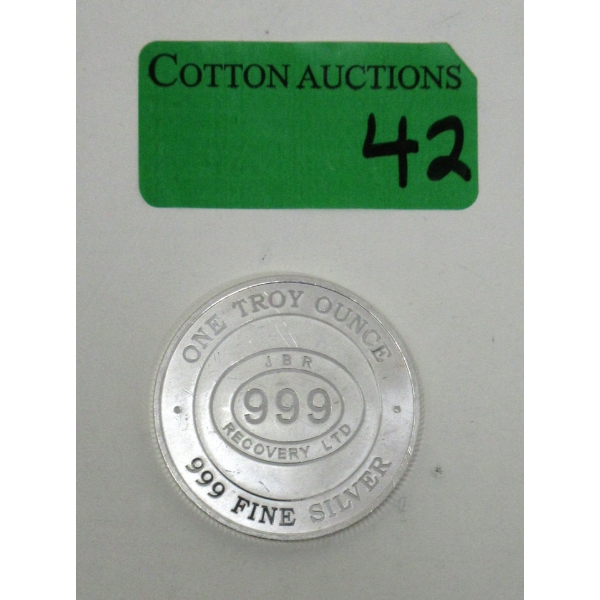 COTTON AUCTIONS
42
ONE TROY OUNCE
JBR
999
RECOVERY LTD
999 FINE SILVER